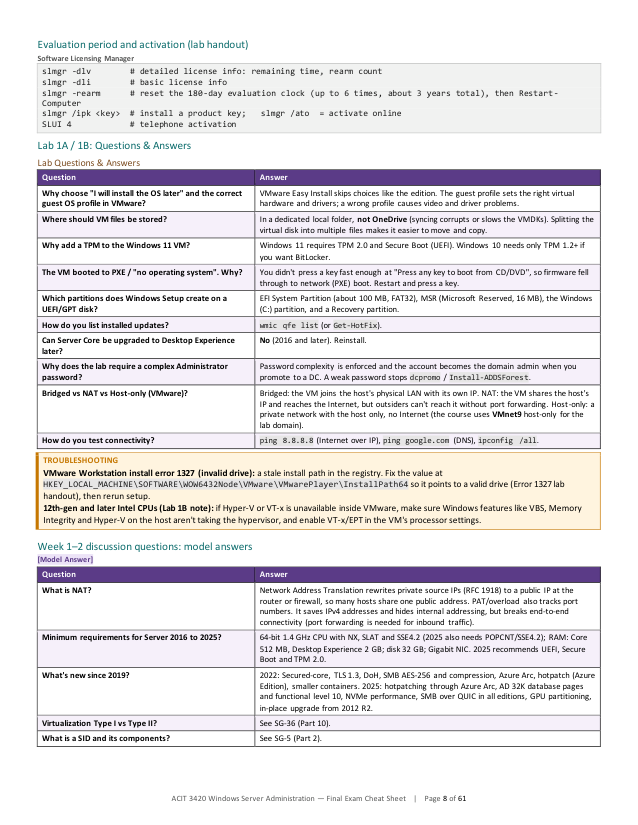 Evaluation period and activation (lab handout)
Software Licensing Manager
slmgr -dlv # detailed license info: remaining time, rearm count
slmgr -dli # basic license info
slmgr -rearm # reset the 180-day evaluation clock (up to 6 times, about 3 years total), then Restart-
Computer
slmgr /ipk <key> # install a product key; slmgr /ato = activate online
SLUI 4 # telephone activation
Lab 1A / 1B: Questions & Answers
Lab Questions & Answers
Question Answer
Why choose "I will install the OS later" and the correct
guest OS profile in VMware?
VMware Easy Install skips choices like the edition. The guest profile sets the right virtual
hardware and drivers; a wrong profile causes video and driver problems.
Where should VM files be stored?
In a dedicated local folder, not OneDrive (syncing corrupts or slows the VMDKs). Splitting the
virtual disk into multiple files makes it easier to move and copy.
Why add a TPM to the Windows 11 VM?
Windows 11 requires TPM 2.0 and Secure Boot (UEFI). Windows 10 needs only TPM 1.2+ if
you want BitLocker.
The VM booted to PXE / "no operating system". Why?
You didn't press a key fast enough at "Press any key to boot from CD/DVD", so firmware fell
through to network (PXE) boot. Restart and press a key.
Which partitions does Windows Setup create on a
UEFI/GPT disk?
EFI System Partition (about 100 MB, FAT32), MSR (Microsoft Reserved, 16 MB), the Windows
(C:) partition, and a Recovery partition.
How do you list installed updates?
wmic qfe list (or Get-HotFix).
Can Server Core be upgraded to Desktop Experience
later?
No (2016 and later). Reinstall.
Why does the lab require a complex Administrator
password?
Password complexity is enforced and the account becomes the domain admin when you
promote to a DC. A weak password stops dcpromo / Install-ADDSForest.
Bridged vs NAT vs Host-only (VMware)?
Bridged: the VM joins the host's physical LAN with its own IP. NAT: the VM shares the host's
IP and reaches the Internet, but outsiders can't reach it without port forwarding. Host-only: a
private network with the host only, no Internet (the course uses VMnet9 host-only for the
lab domain).
How do you test connectivity?
ping 8.8.8.8 (Internet over IP), ping google.com (DNS), ipconfig /all.
TROUBLESHOOTING
VMware Workstation install error 1327 (invalid drive): a stale install path in the registry. Fix the value at
HKEY_LOCAL_MACHINE\SOFTWARE\WOW6432Node\VMware\VMwarePlayer\InstallPath64 so it points to a valid drive (Error 1327 lab
handout), then rerun setup.
12th-gen and later Intel CPUs (Lab 1B note): if Hyper-V or VT-x is unavailable inside VMware, make sure Windows features like VBS, Memory
Integrity and Hyper-V on the host aren't taking the hypervisor, and enable VT-x/EPT in the VM's processor settings.
Week 1–2 discussion questions: model answers
[Model Answer]
Question Answer
What is NAT?
Network Address Translation rewrites private source IPs (RFC 1918) to a public IP at the
router or firewall, so many hosts share one public address. PAT/overload also tracks port
numbers. It saves IPv4 addresses and hides internal addressing, but breaks end-to-end
connectivity (port forwarding is needed for inbound traffic).
Minimum requirements for Server 2016 to 2025?
64-bit 1.4 GHz CPU with NX, SLAT and SSE4.2 (2025 also needs POPCNT/SSE4.2); RAM: Core
512 MB, Desktop Experience 2 GB; disk 32 GB; Gigabit NIC. 2025 recommends UEFI, Secure
Boot and TPM 2.0.
What's new since 2019?
2022: Secured-core, TLS 1.3, DoH, SMB AES-256 and compression, Azure Arc, hotpatch (Azure
Edition), smaller containers. 2025: hotpatching through Azure Arc, AD 32K database pages
and functional level 10, NVMe performance, SMB over QUIC in all editions, GPU partitioning,
in-place upgrade from 2012 R2.
Virtualization Type I vs Type II?
See SG-36 (Part 10).
What is a SID and its components?
See SG-5 (Part 2).
ACIT 3420 Windows Server Administration — Final Exam Cheat Sheet | Page 8 of 61